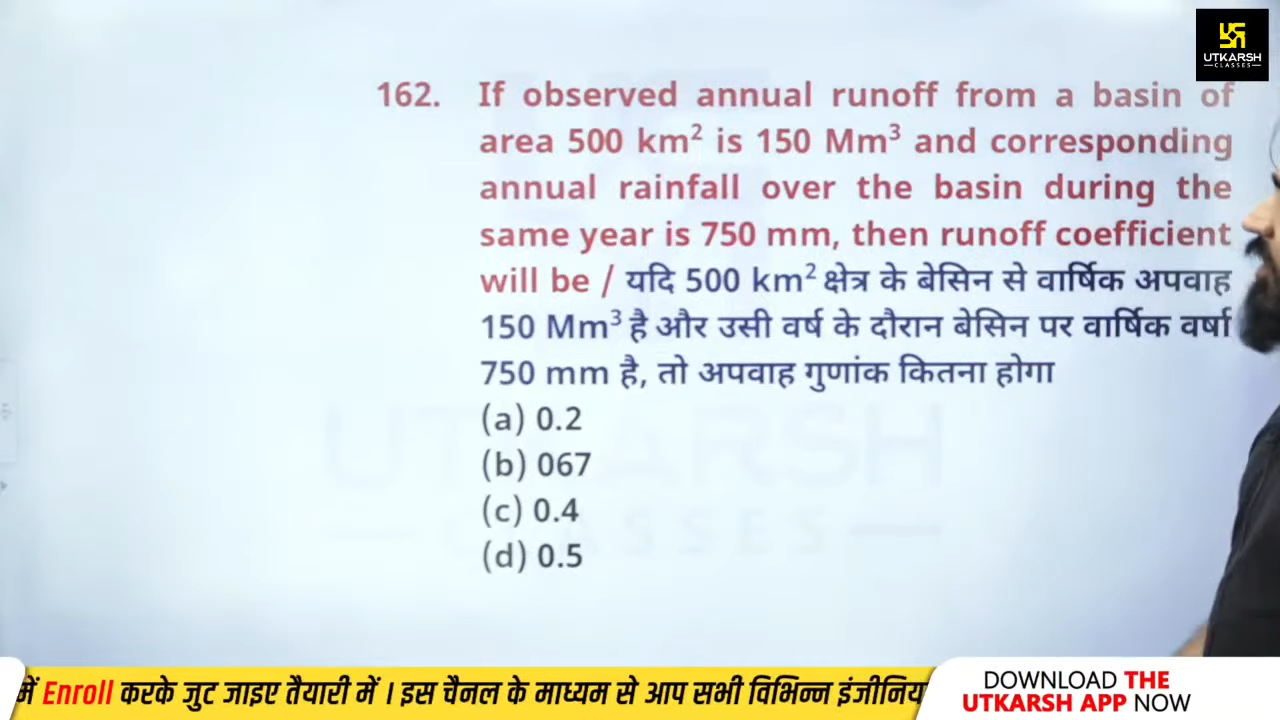 UTKARSH
CLASSES
162. If observed annual runoff from a basin of
area 500 km² is 150 Mm³ and corresponding
annual rainfall over the basin during the
same year is 750 mm, then runoff coefficient
will be / यदि 500 km² क्षेत्र के बेसिन से वार्षिक अपवाह
150 Mm³ है और उसी वर्ष के दौरान बेसिन पर वार्षिक वर्षा
750 mm है, तो अपवाह गुणांक कितना होगा
(a) 0.2
(b) 067
(c) 0.4
(d) 0.5
UTKARSH
CLASSES
में Enroll करके जुट जाइए तैयारी में । इस चैनल के माध्यम से आप सभी विभिन्न
DOWNLOAD THE
UTKARSH APP NOW